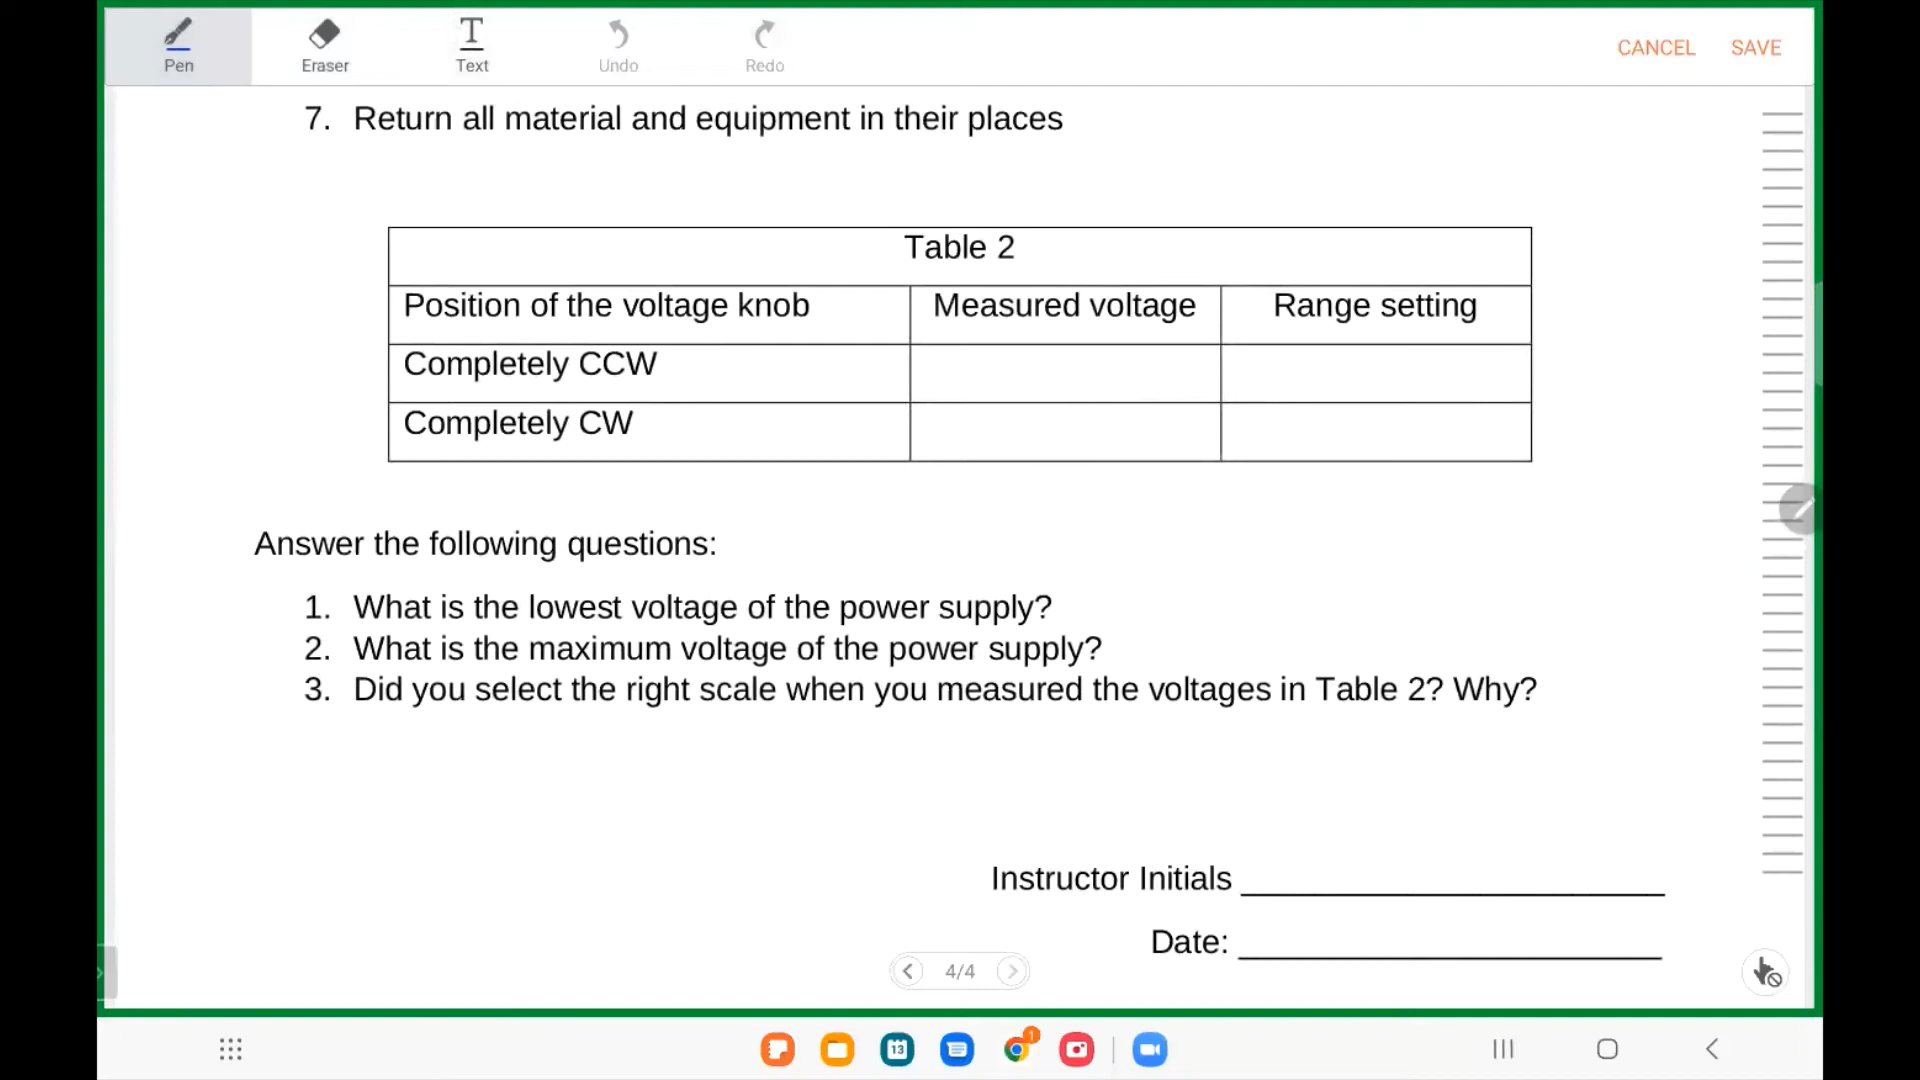 Pen Eraser Text Undo Redo CANCEL SAVE
7. Return all material and equipment in their places
Table 2
Position of the voltage knob Measured voltage Range setting
Completely CCW
Completely CW
Answer the following questions:
1. What is the lowest voltage of the power supply?
2. What is the maximum voltage of the power supply?
3. Did you select the right scale when you measured the voltages in Table 2? Why?
Instructor Initials
Date:
4/4
13 1